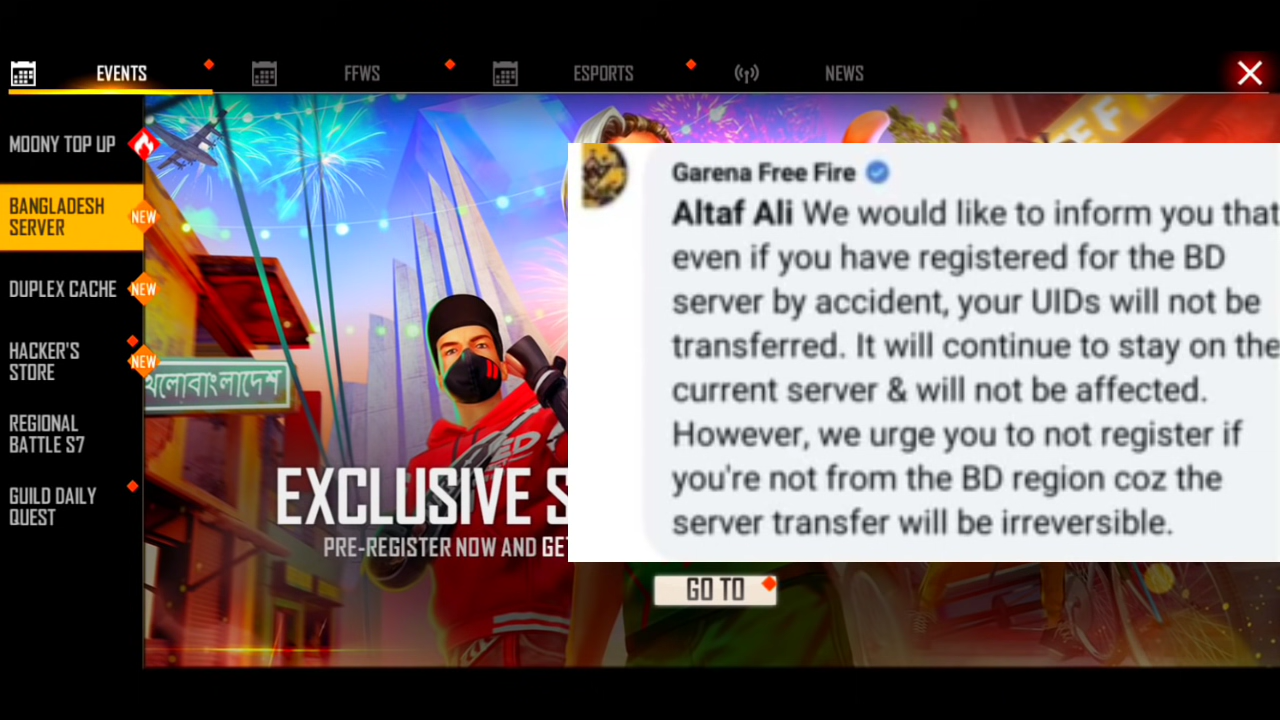 EVENTS
FFWS
ESPORTS
NEWS
MOONY TOP UP
BANGLADESH
SERVER
NEW
DUPLEX CACHE
NEW
HACKER'S
STORE
NEW
REGIONAL
BATTLE S7
GUILD DAILY
QUEST
খেলোবাংলাদেশ
EXCLUSIVE S
PRE-REGISTER NOW AND GET
Garena Free Fire
Altaf Ali We would like to inform you that
even if you have registered for the BD
server by accident, your UIDs will not be
transferred. It will continue to stay on the
current server & will not be affected.
However, we urge you to not register if
you're not from the BD region coz the
server transfer will be irreversible.
GO TO